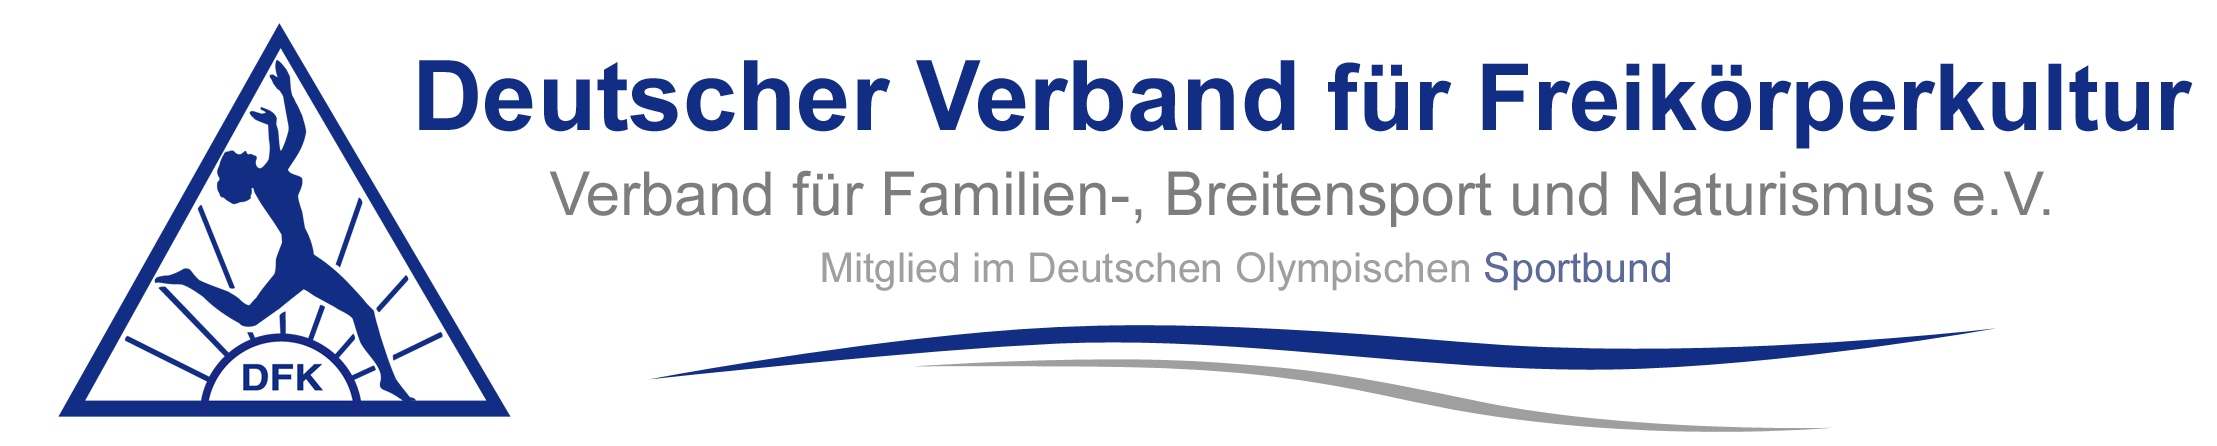 Deutscher Verband für Freikörperkultur
Verband für Familien-, Breitensport und Naturismus e.V.
Mitglied im Deutschen Olympischen Sportbund
DFK